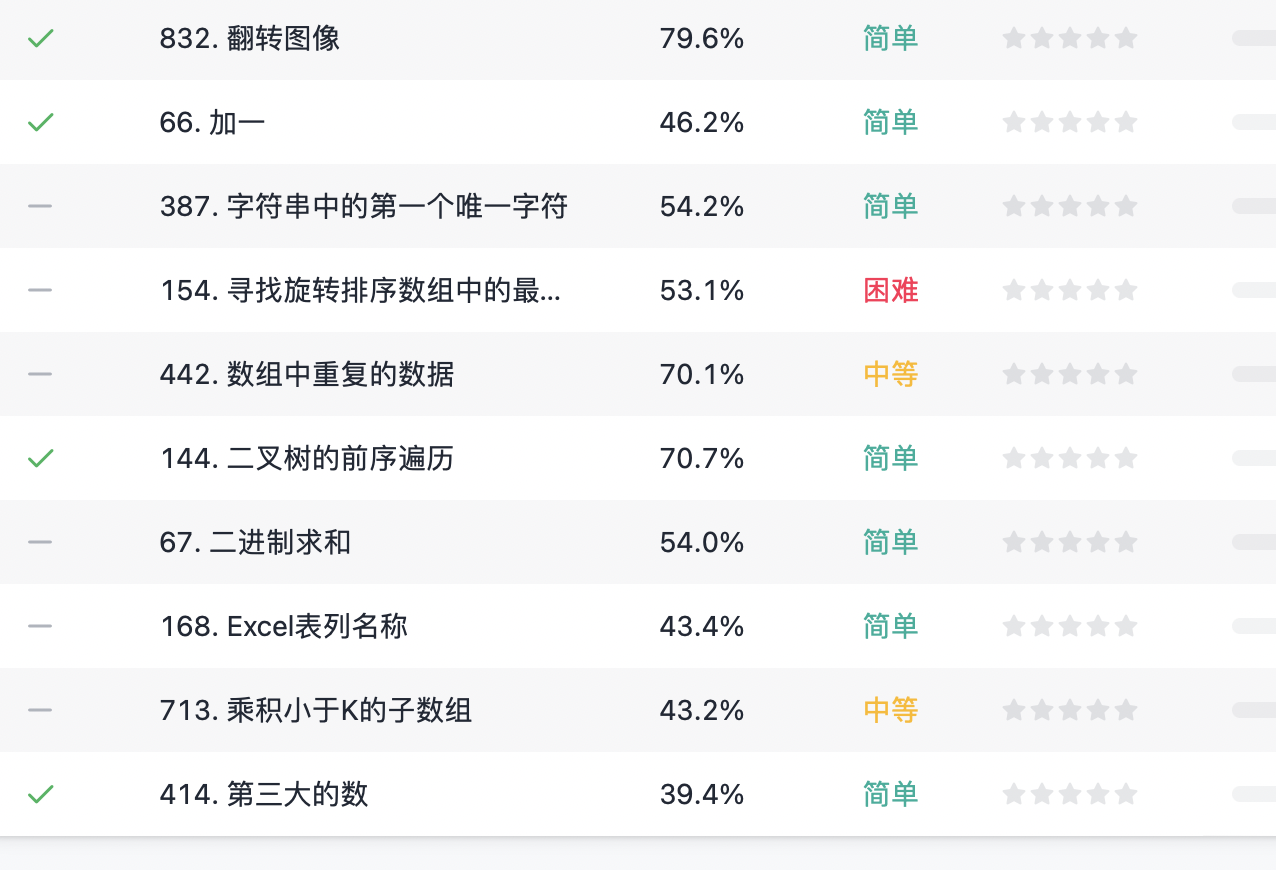 832. 翻转图像 79.6% 简单
66. 加一 46.2% 简单
387. 字符串中的第一个唯一字符 54.2% 简单
154. 寻找旋转排序数组中的最... 53.1% 困难
442. 数组中重复的数据 70.1% 中等
144. 二叉树的前序遍历 70.7% 简单
67. 二进制求和 54.0% 简单
168. Excel表列名称 43.4% 简单
713. 乘积小于K的子数组 43.2% 中等
414. 第三大的数 39.4% 简单